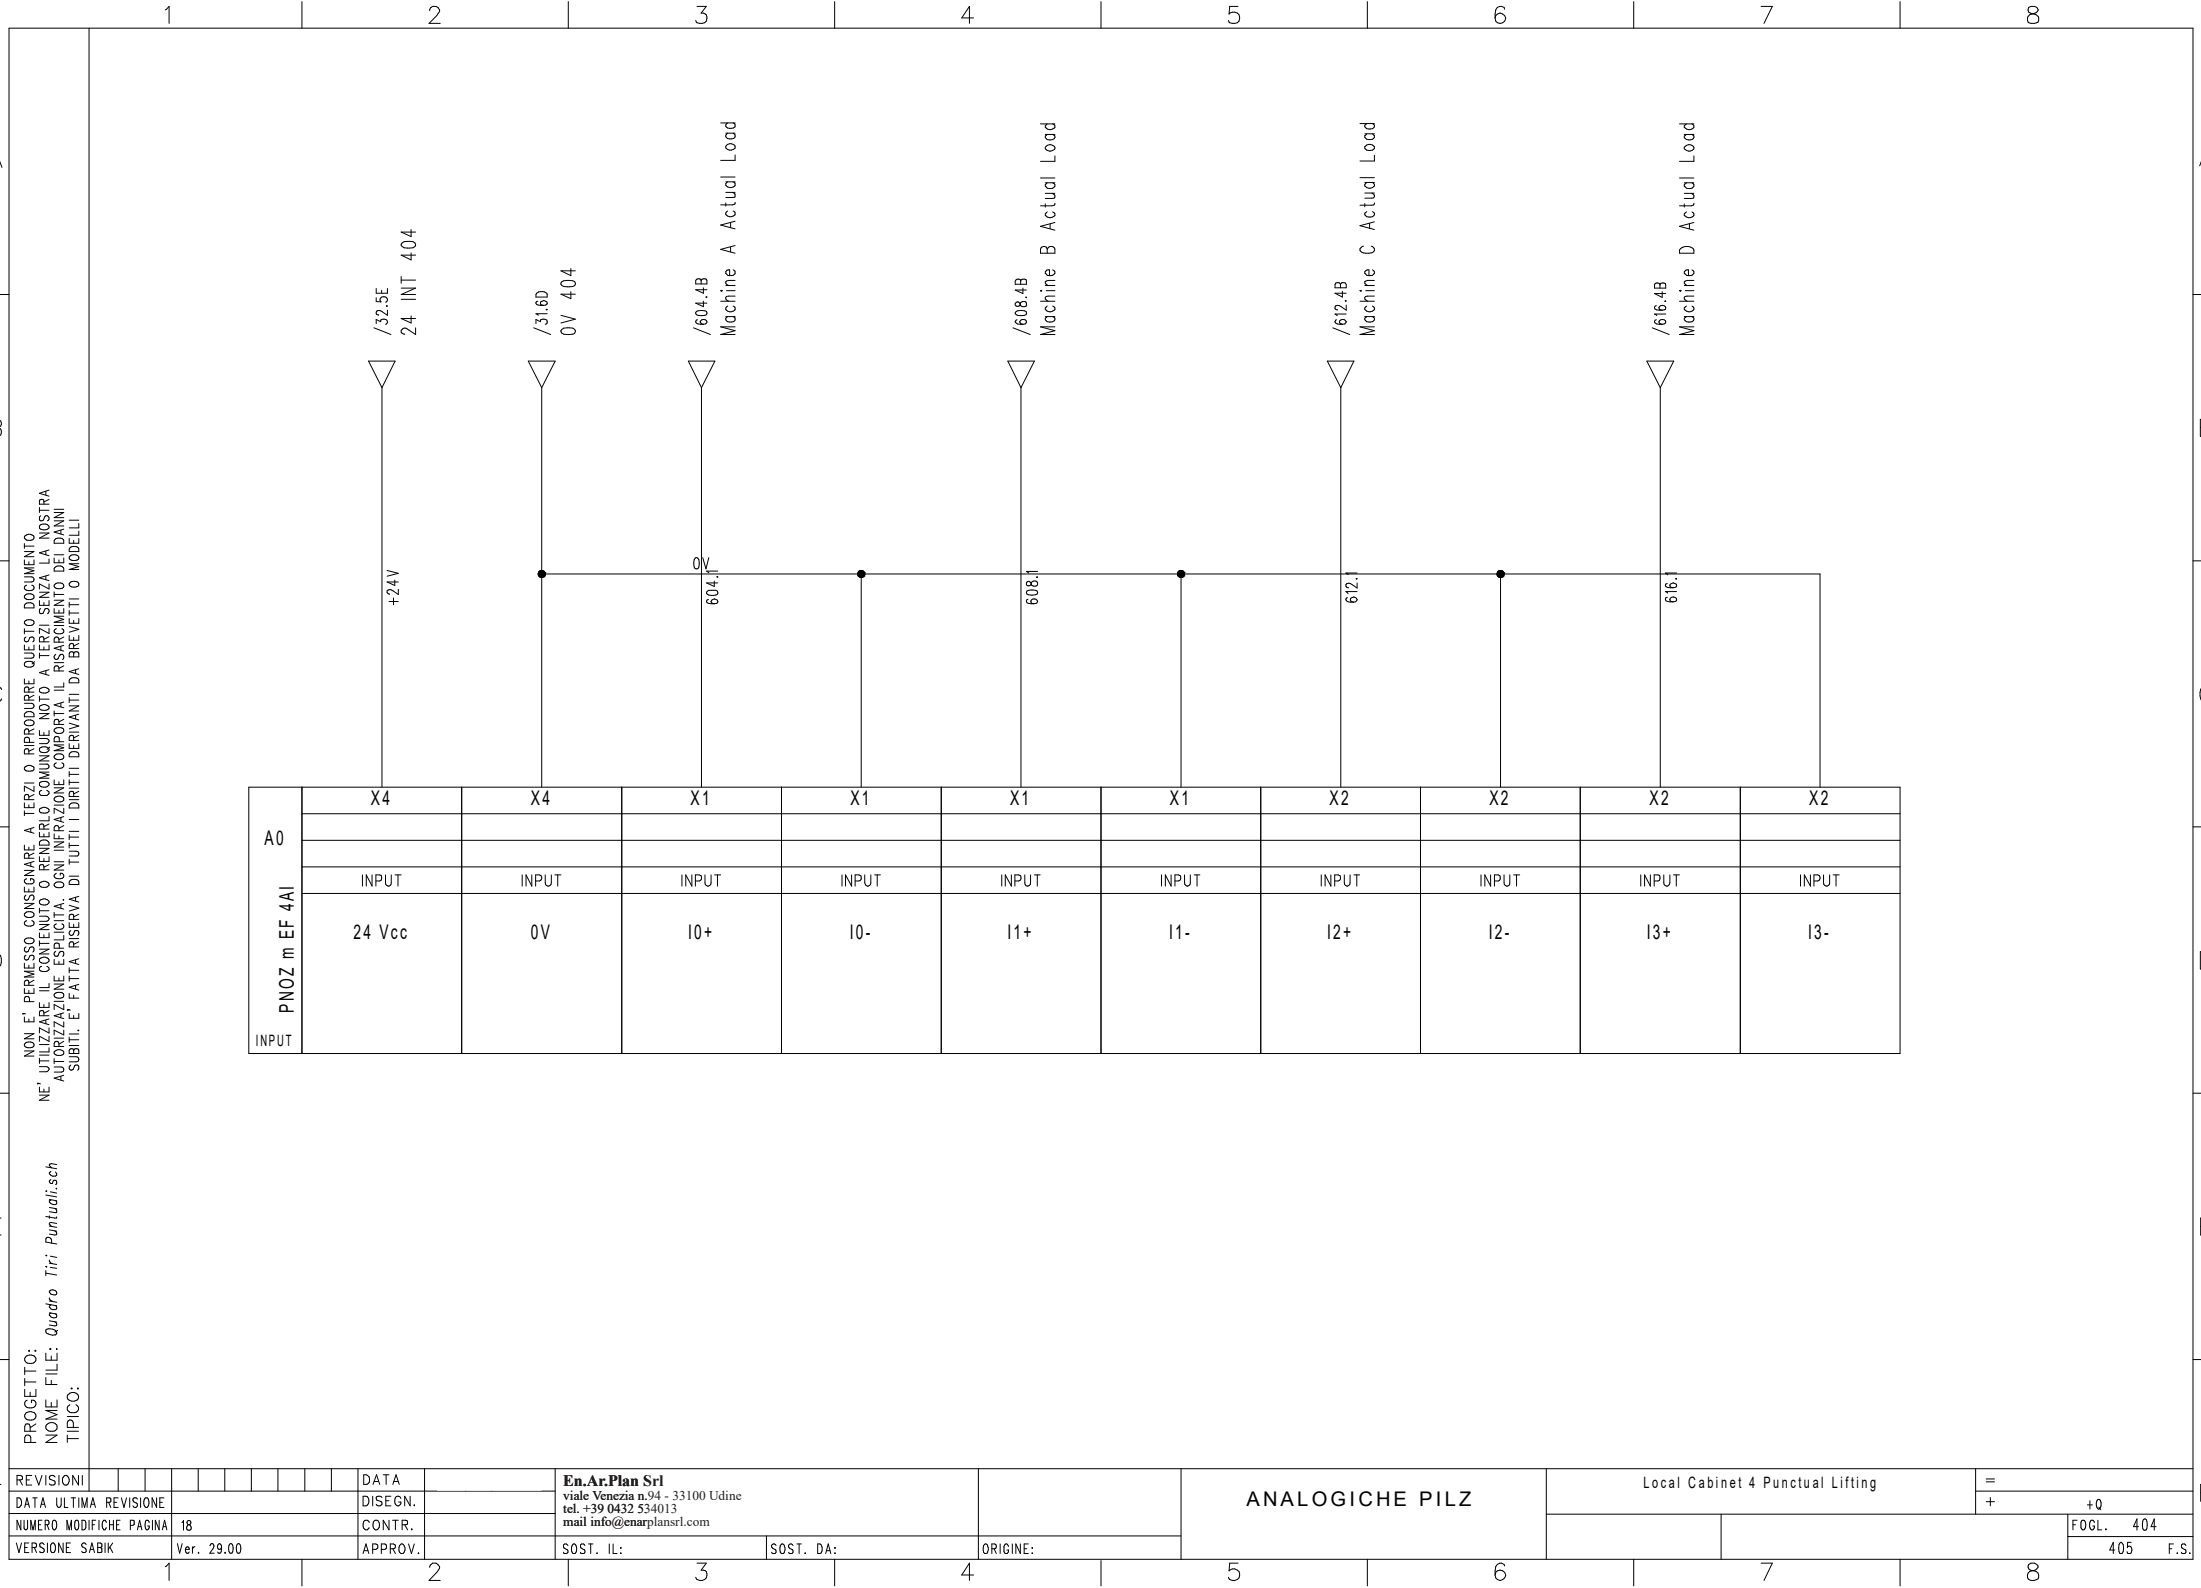 1 2 3 4 5 6 7 8
/32.5E
24 INT 404
/31.6D
0V 404
/604.4B
Machine A Actual Load
/608.4B
Machine B Actual Load
/612.4B
Machine C Actual Load
/616.4B
Machine D Actual Load
+24V
0V
604.1
608.1
612.1
616.1
X4 X4 X1 X1 X1 X1 X2 X2 X2 X2
A0
INPUT INPUT INPUT INPUT INPUT INPUT INPUT INPUT INPUT INPUT
PNOZ m EF 4AI
24 Vcc 0V I0+ I0- I1+ I1- I2+ I2- I3+ I3-
INPUT
NON E' PERMESSO CONSEGNARE A TERZI O RIPRODURRE QUESTO DOCUMENTO
NE' UTILIZZARE IL CONTENUTO O RENDERLO COMUNQUE NOTO A TERZI SENZA LA NOSTRA
AUTORIZZAZIONE ESPLICITA. OGNI INFRAZIONE COMPORTA IL RISARCIMENTO DEI DANNI
SUBITI. E' FATTA RISERVA DI TUTTI I DIRITTI DERIVANTI DA BREVETTI O MODELLI
PROGETTO:
NOME FILE: Quadro Tiri Puntuali.sch
TIPICO:
REVISIONI
DATA ULTIMA REVISIONE
NUMERO MODIFICHE PAGINA 18
VERSIONE SABIK Ver. 29.00
DATA
DISEGN.
CONTR.
APPROV.
En.Ar.Plan Srl
viale Venezia n.94 - 33100 Udine
tel. +39 0432 534013
mail info@enarplansrl.com
SOST. IL: SOST. DA: ORIGINE:
ANALOGICHE PILZ
Local Cabinet 4 Punctual Lifting
=
+ +Q
FOGL. 404
405 F.S.
1 2 3 4 5 6 7 8